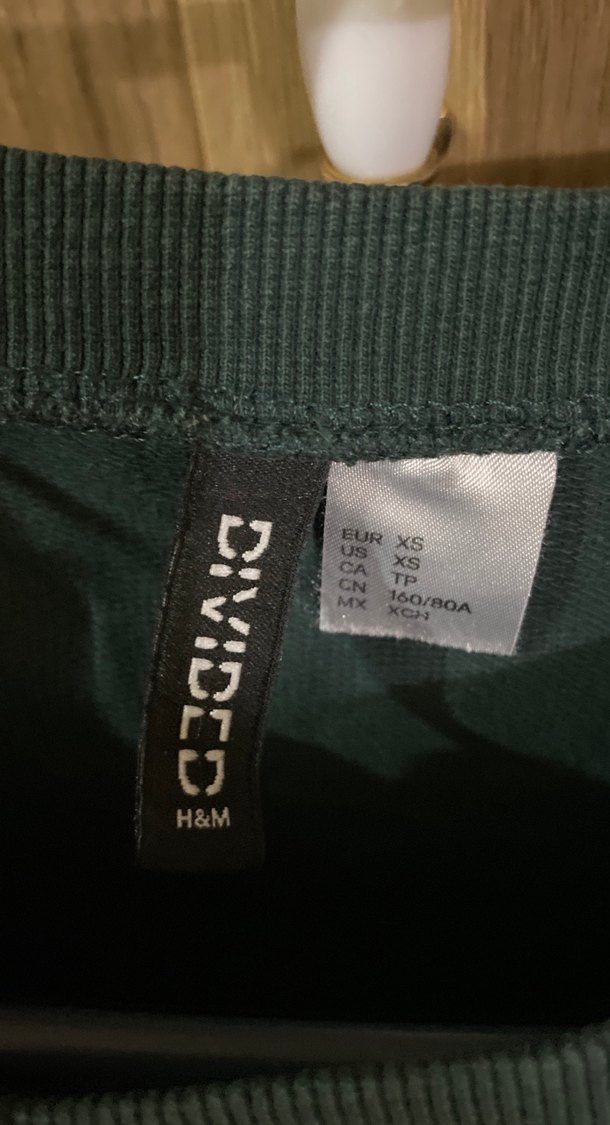 DIVIDED
H&M
EUR XS
US XS
CA TP
CN 160/80A
MX XCH